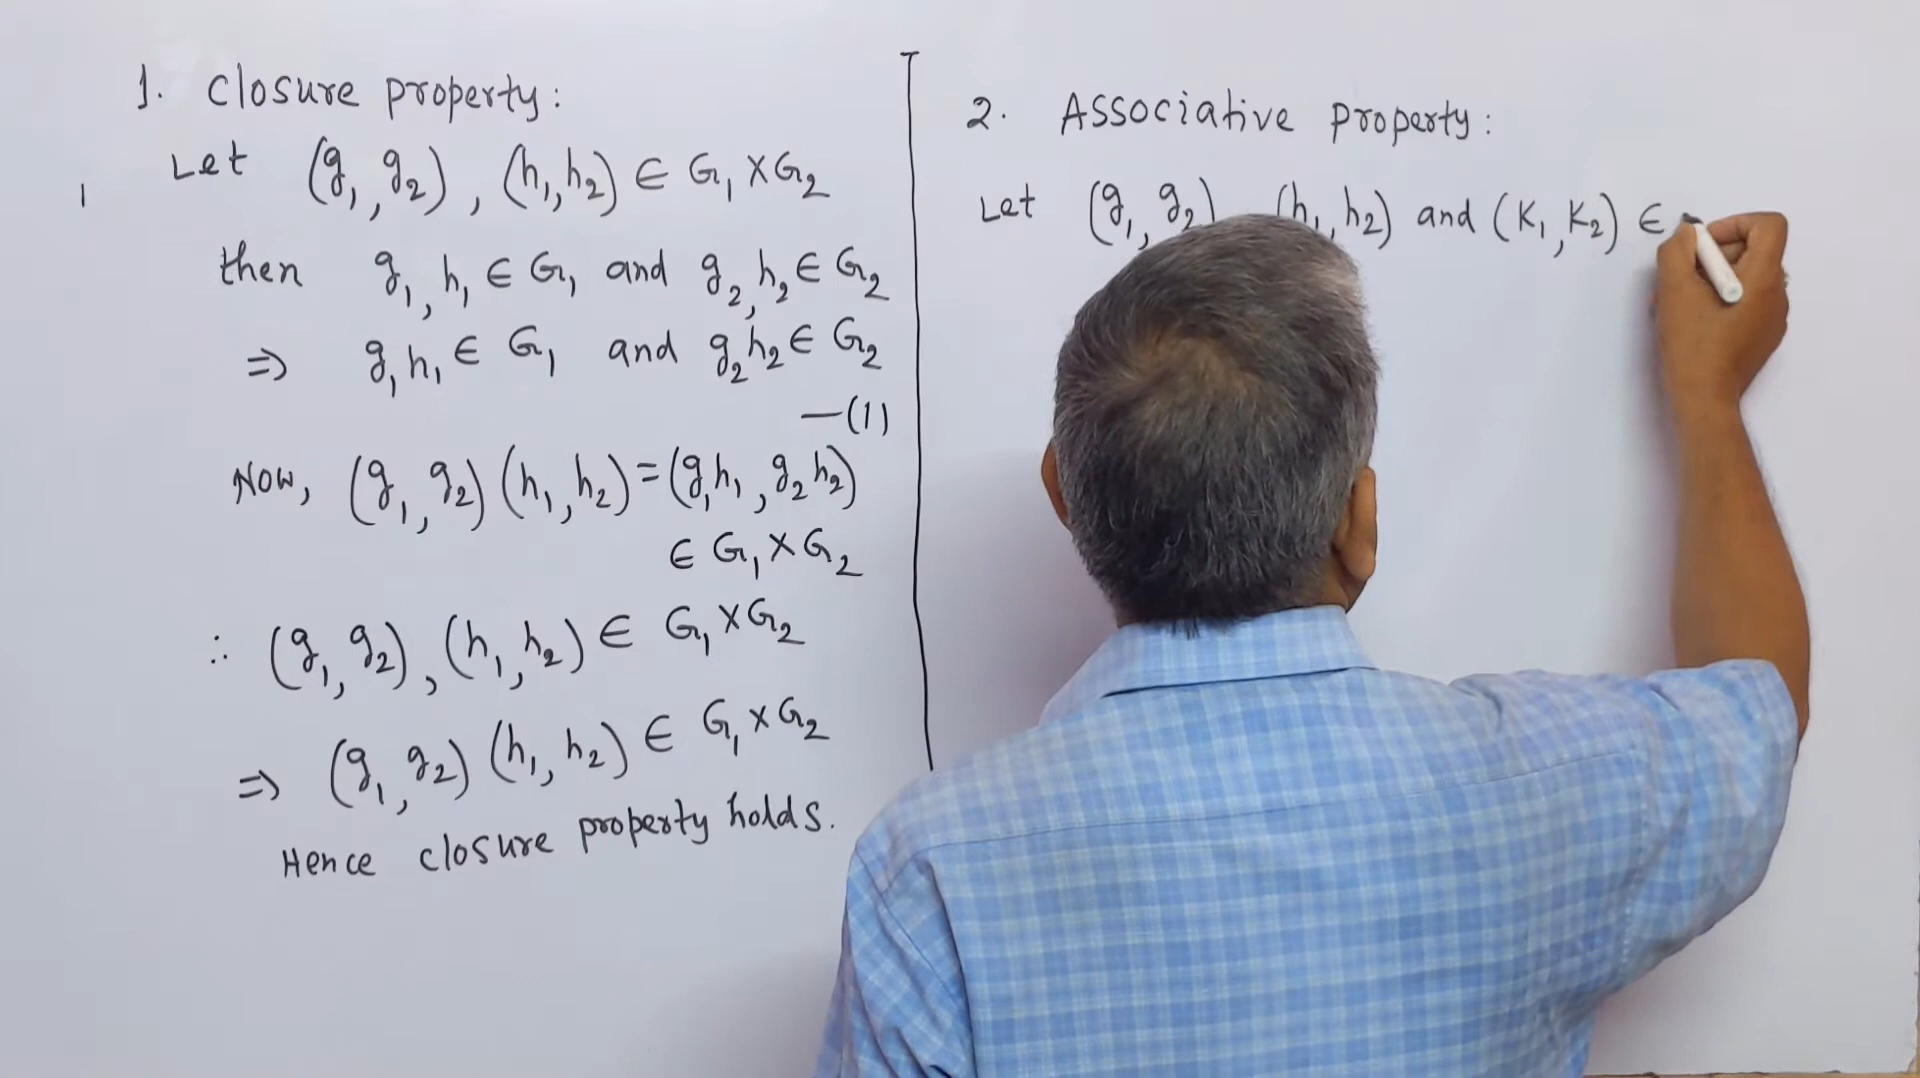 1. Closure property:
Let (g₁, g₂), (h₁, h₂) ∈ G₁ × G₂
then g₁, h₁ ∈ G₁ and g₂, h₂ ∈ G₂
⇒ g₁h₁ ∈ G₁ and g₂h₂ ∈ G₂
—(1)
Now, (g₁, g₂)(h₁, h₂) = (g₁h₁, g₂h₂)
∈ G₁ × G₂
∴ (g₁, g₂), (h₁, h₂) ∈ G₁ × G₂
⇒ (g₁, g₂)(h₁, h₂) ∈ G₁ × G₂
Hence closure property holds.
2. Associative property:
Let (g₁, g₂), (h₁, h₂) and (K₁, K₂) ∈